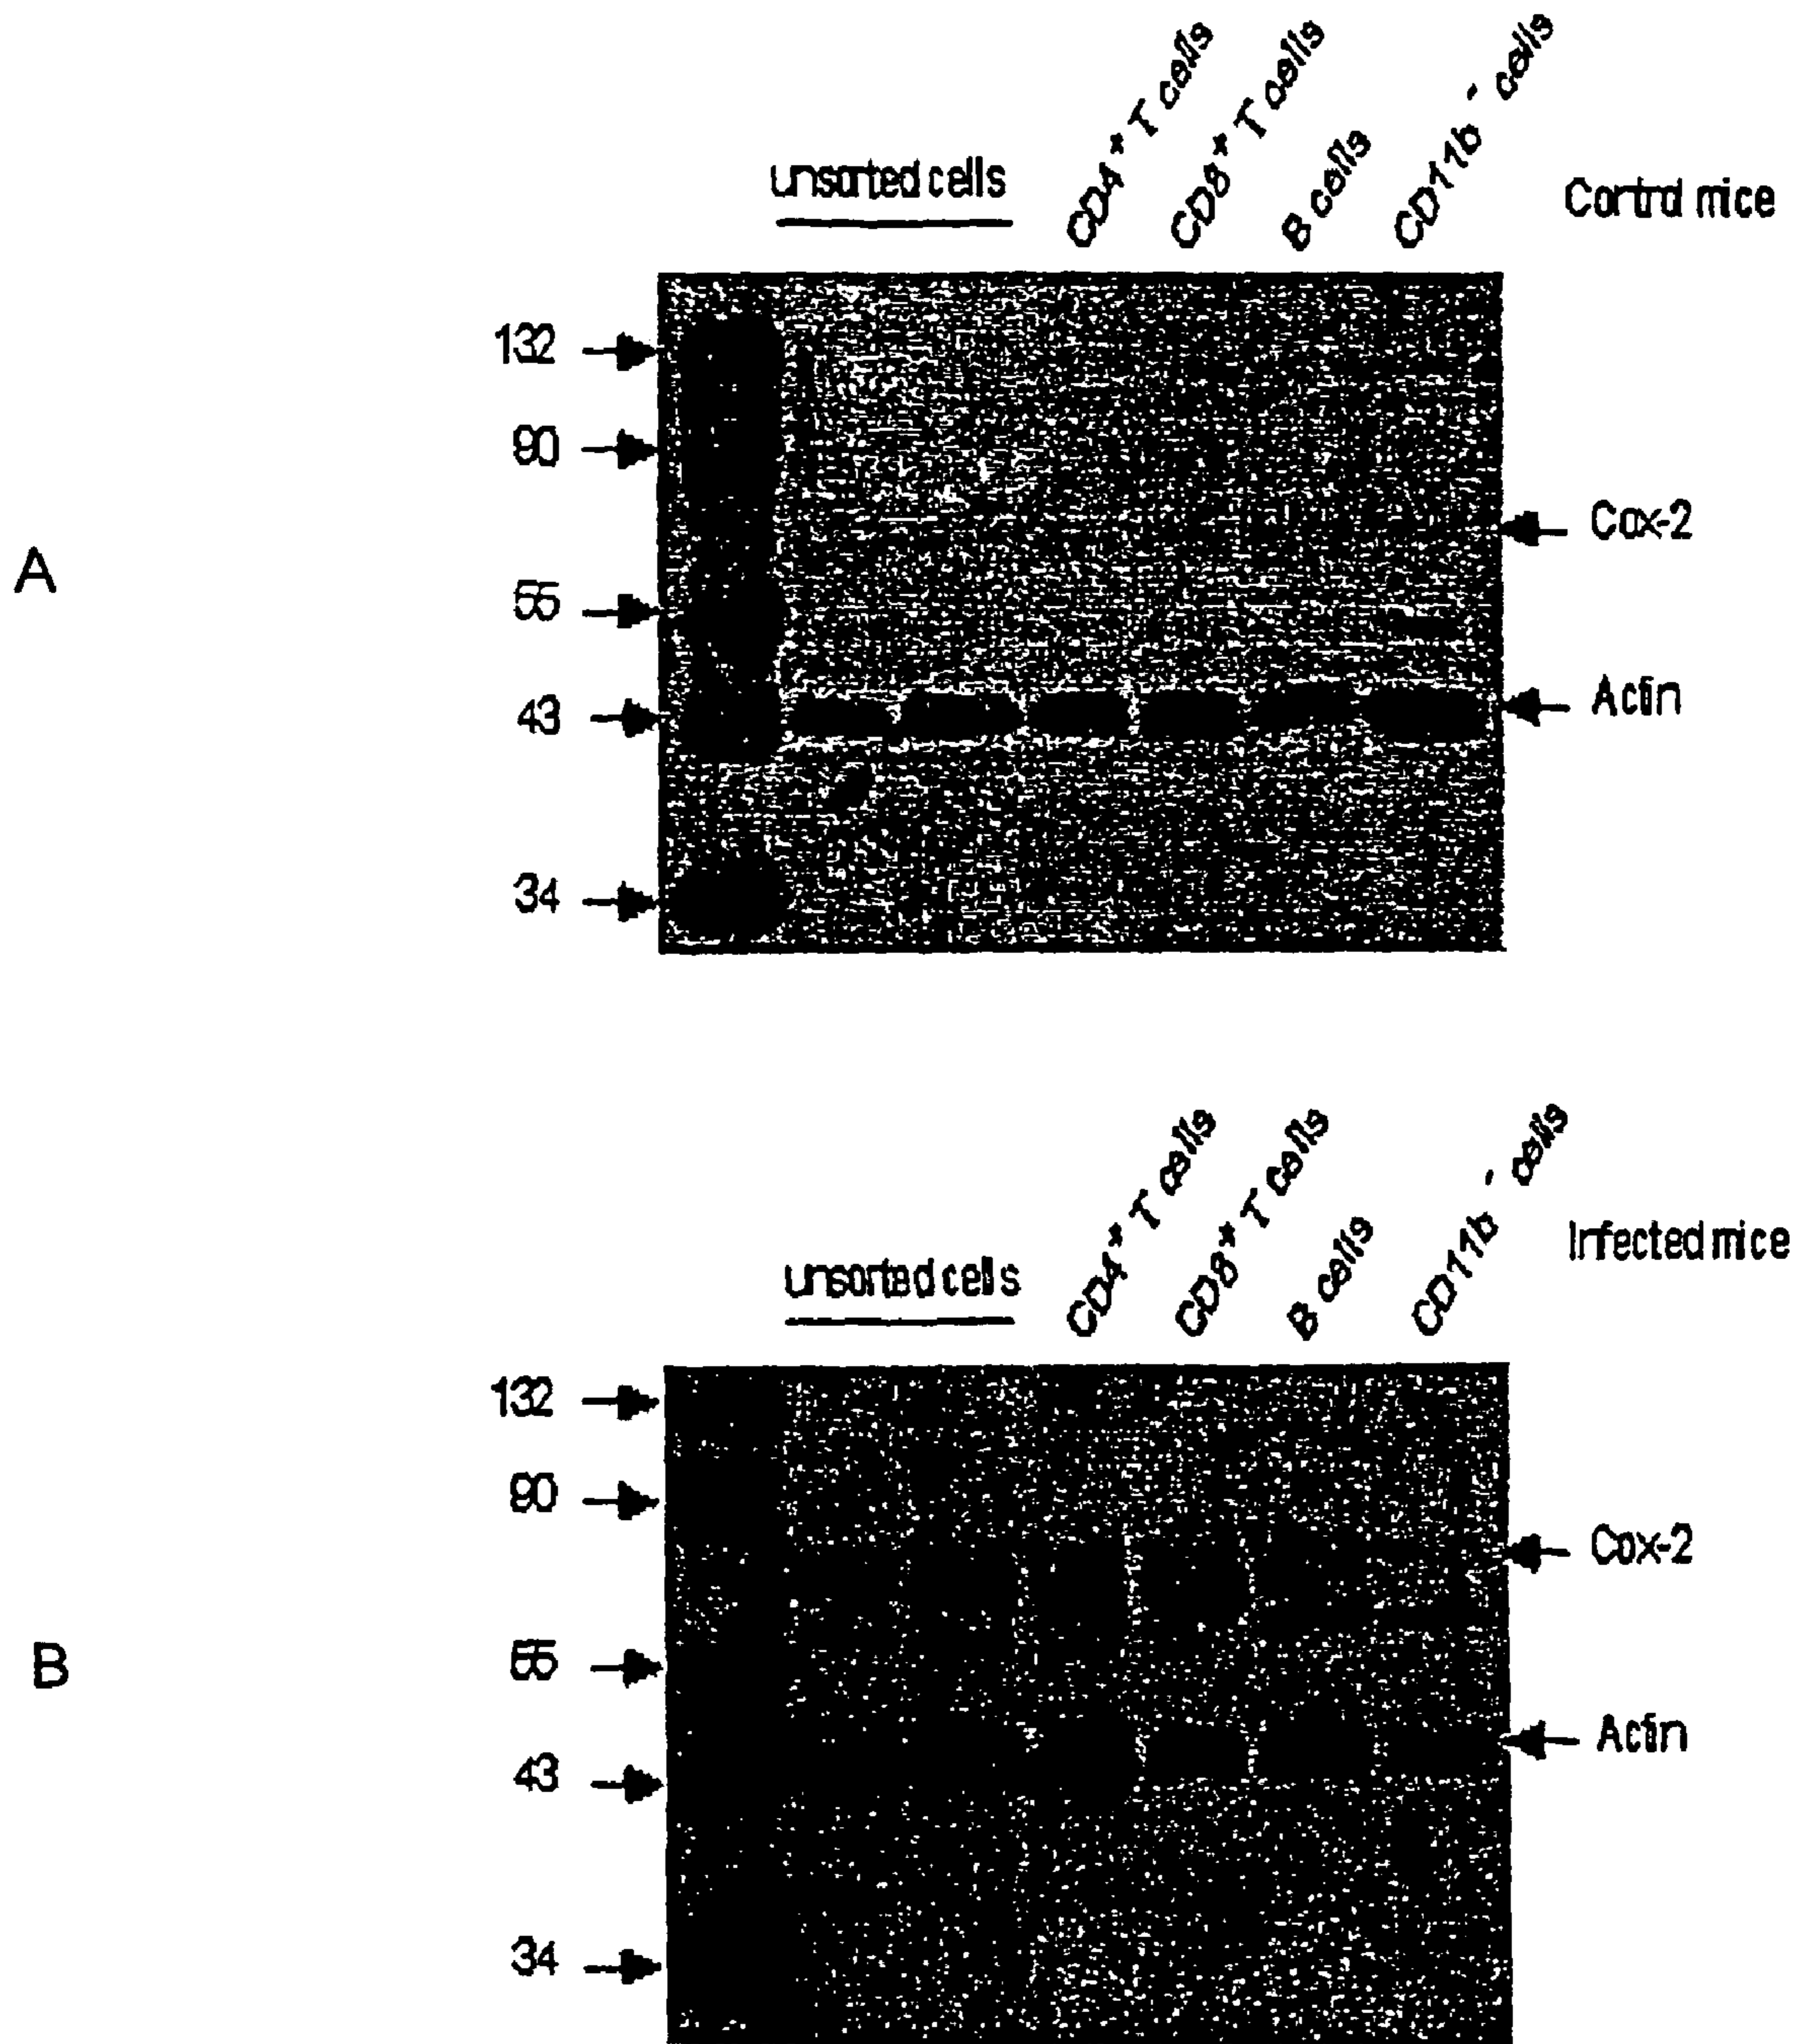 unsorted cells
CD4⁺ T cells
CD8⁺ T cells
B cells
CD11b⁻ cells
Control mice
A
132
90
55
43
34
Cox-2
Actin
unsorted cells
CD4⁺ T cells
CD8⁺ T cells
B cells
CD11b⁻ cells
Infected mice
B
132
90
55
43
34
Cox-2
Actin